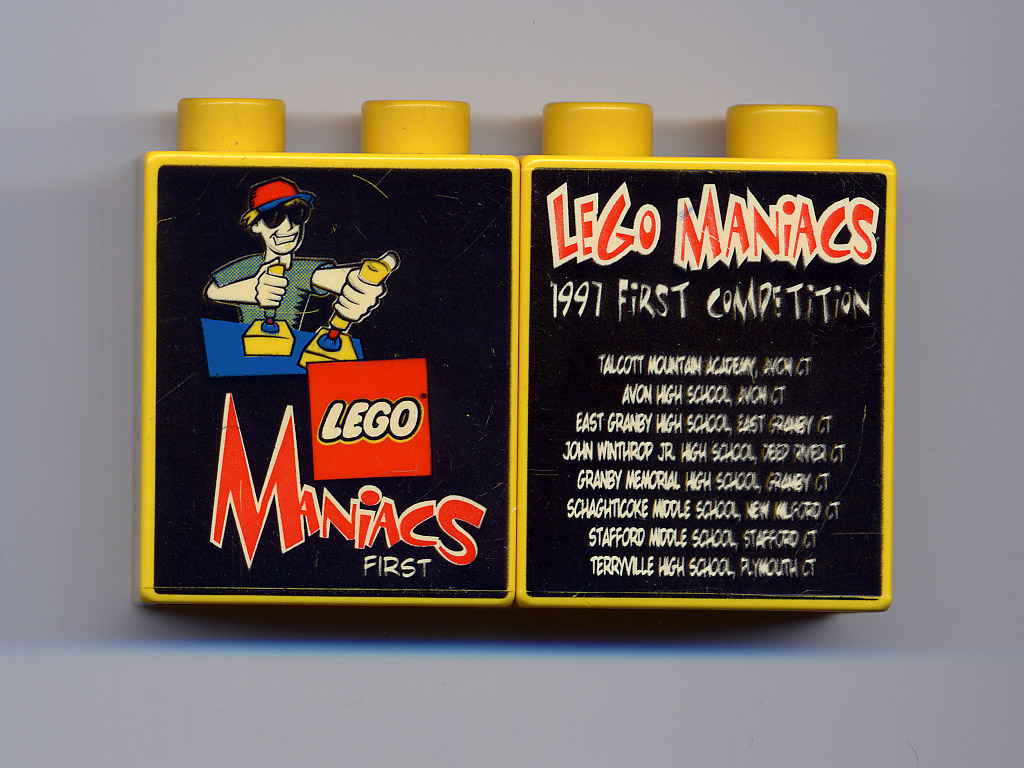 LEGO®
MANiACS
FIRST
LEGO MANiACS
1997 FiRST COMPETiTiON
TALCOTT MOUNTAIN ACADEMY, AVON CT
AVON HIGH SCHOOL, AVON CT
EAST GRANBY HIGH SCHOOL, EAST GRANBY CT
JOHN WINTHROP JR. HIGH SCHOOL, DEEP RIVER CT
GRANBY MEMORIAL HIGH SCHOOL, GRANBY CT
SCHAGHTICOKE MIDDLE SCHOOL, NEW MILFORD CT
STAFFORD MIDDLE SCHOOL, STAFFORD CT
TERRYVILLE HIGH SCHOOL, PLYMOUTH CT